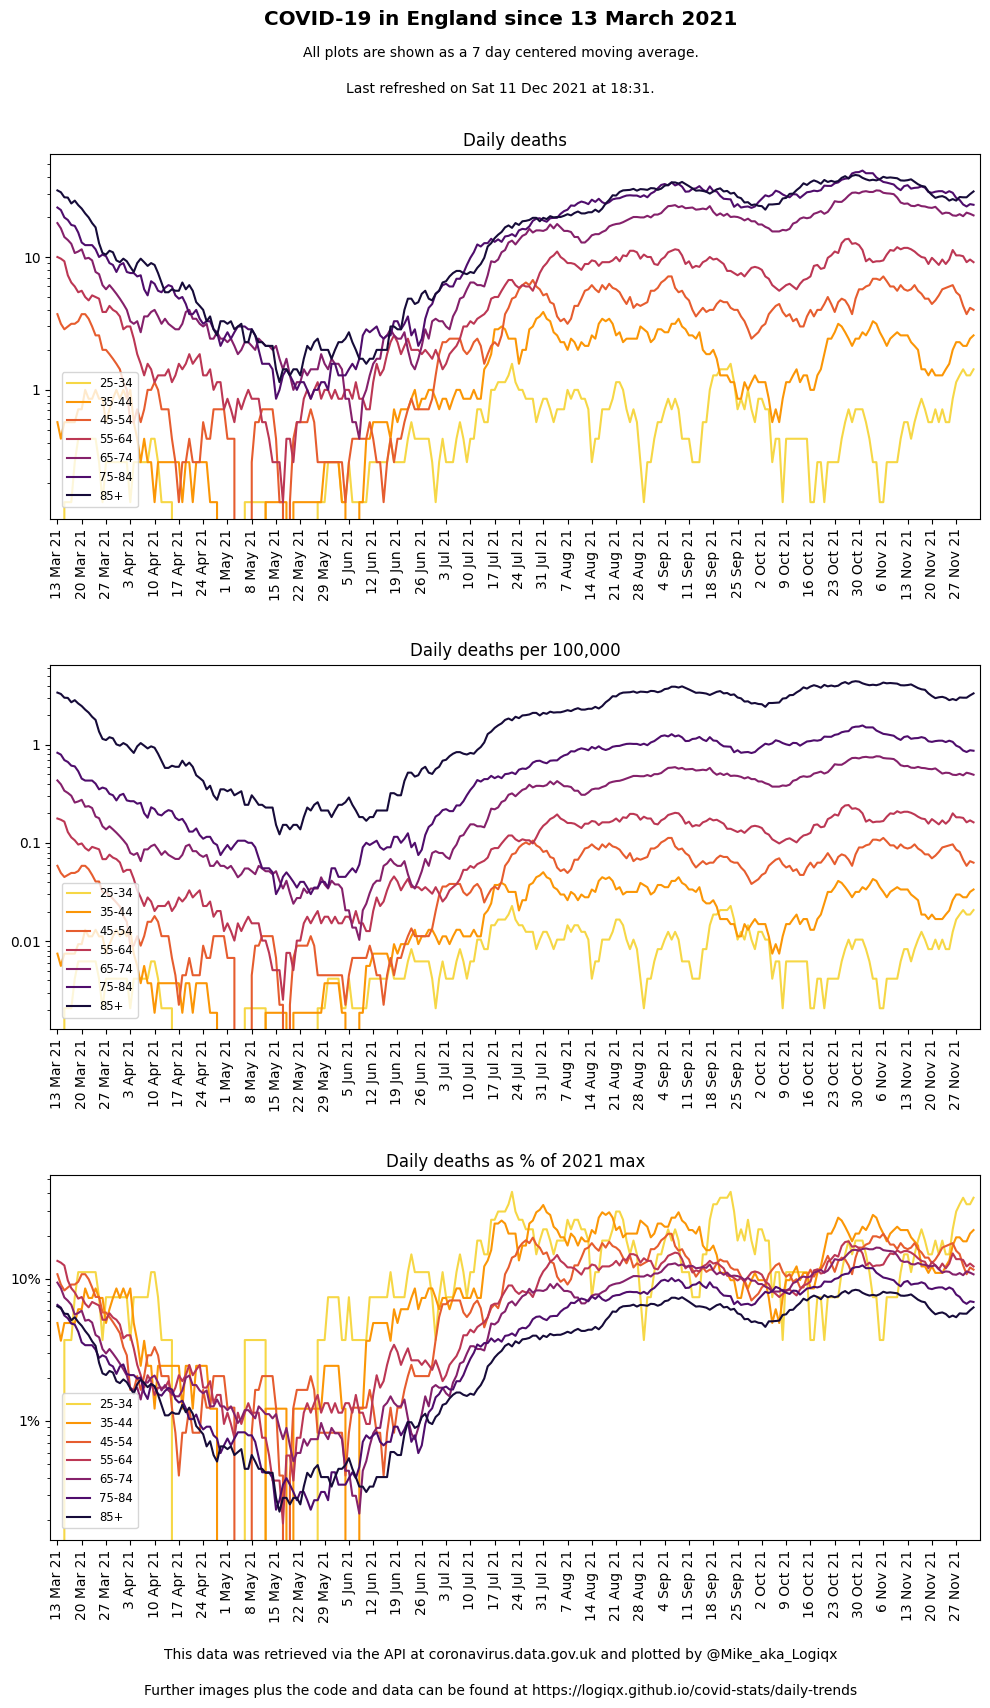 COVID-19 in England since 13 March 2021
All plots are shown as a 7 day centered moving average.
Last refreshed on Sat 11 Dec 2021 at 18:31.
Daily deaths
10
1
25-34
35-44
45-54
55-64
65-74
75-84
85+
13 Mar 21
20 Mar 21
27 Mar 21
3 Apr 21
10 Apr 21
17 Apr 21
24 Apr 21
1 May 21
8 May 21
15 May 21
22 May 21
29 May 21
5 Jun 21
12 Jun 21
19 Jun 21
26 Jun 21
3 Jul 21
10 Jul 21
17 Jul 21
24 Jul 21
31 Jul 21
7 Aug 21
14 Aug 21
21 Aug 21
28 Aug 21
4 Sep 21
11 Sep 21
18 Sep 21
25 Sep 21
2 Oct 21
9 Oct 21
16 Oct 21
23 Oct 21
30 Oct 21
6 Nov 21
13 Nov 21
20 Nov 21
27 Nov 21
Daily deaths per 100,000
1
0.1
0.01
25-34
35-44
45-54
55-64
65-74
75-84
85+
13 Mar 21
20 Mar 21
27 Mar 21
3 Apr 21
10 Apr 21
17 Apr 21
24 Apr 21
1 May 21
8 May 21
15 May 21
22 May 21
29 May 21
5 Jun 21
12 Jun 21
19 Jun 21
26 Jun 21
3 Jul 21
10 Jul 21
17 Jul 21
24 Jul 21
31 Jul 21
7 Aug 21
14 Aug 21
21 Aug 21
28 Aug 21
4 Sep 21
11 Sep 21
18 Sep 21
25 Sep 21
2 Oct 21
9 Oct 21
16 Oct 21
23 Oct 21
30 Oct 21
6 Nov 21
13 Nov 21
20 Nov 21
27 Nov 21
Daily deaths as % of 2021 max
10%
1%
25-34
35-44
45-54
55-64
65-74
75-84
85+
13 Mar 21
20 Mar 21
27 Mar 21
3 Apr 21
10 Apr 21
17 Apr 21
24 Apr 21
1 May 21
8 May 21
15 May 21
22 May 21
29 May 21
5 Jun 21
12 Jun 21
19 Jun 21
26 Jun 21
3 Jul 21
10 Jul 21
17 Jul 21
24 Jul 21
31 Jul 21
7 Aug 21
14 Aug 21
21 Aug 21
28 Aug 21
4 Sep 21
11 Sep 21
18 Sep 21
25 Sep 21
2 Oct 21
9 Oct 21
16 Oct 21
23 Oct 21
30 Oct 21
6 Nov 21
13 Nov 21
20 Nov 21
27 Nov 21
This data was retrieved via the API at coronavirus.data.gov.uk and plotted by @Mike_aka_Logiqx
Further images plus the code and data can be found at https://logiqx.github.io/covid-stats/daily-trends